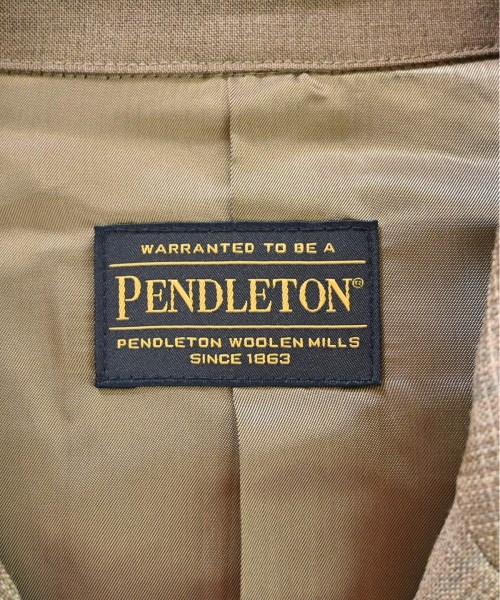 WARRANTED TO BE A
PENDLETON®
PENDLETON WOOLEN MILLS
SINCE 1863